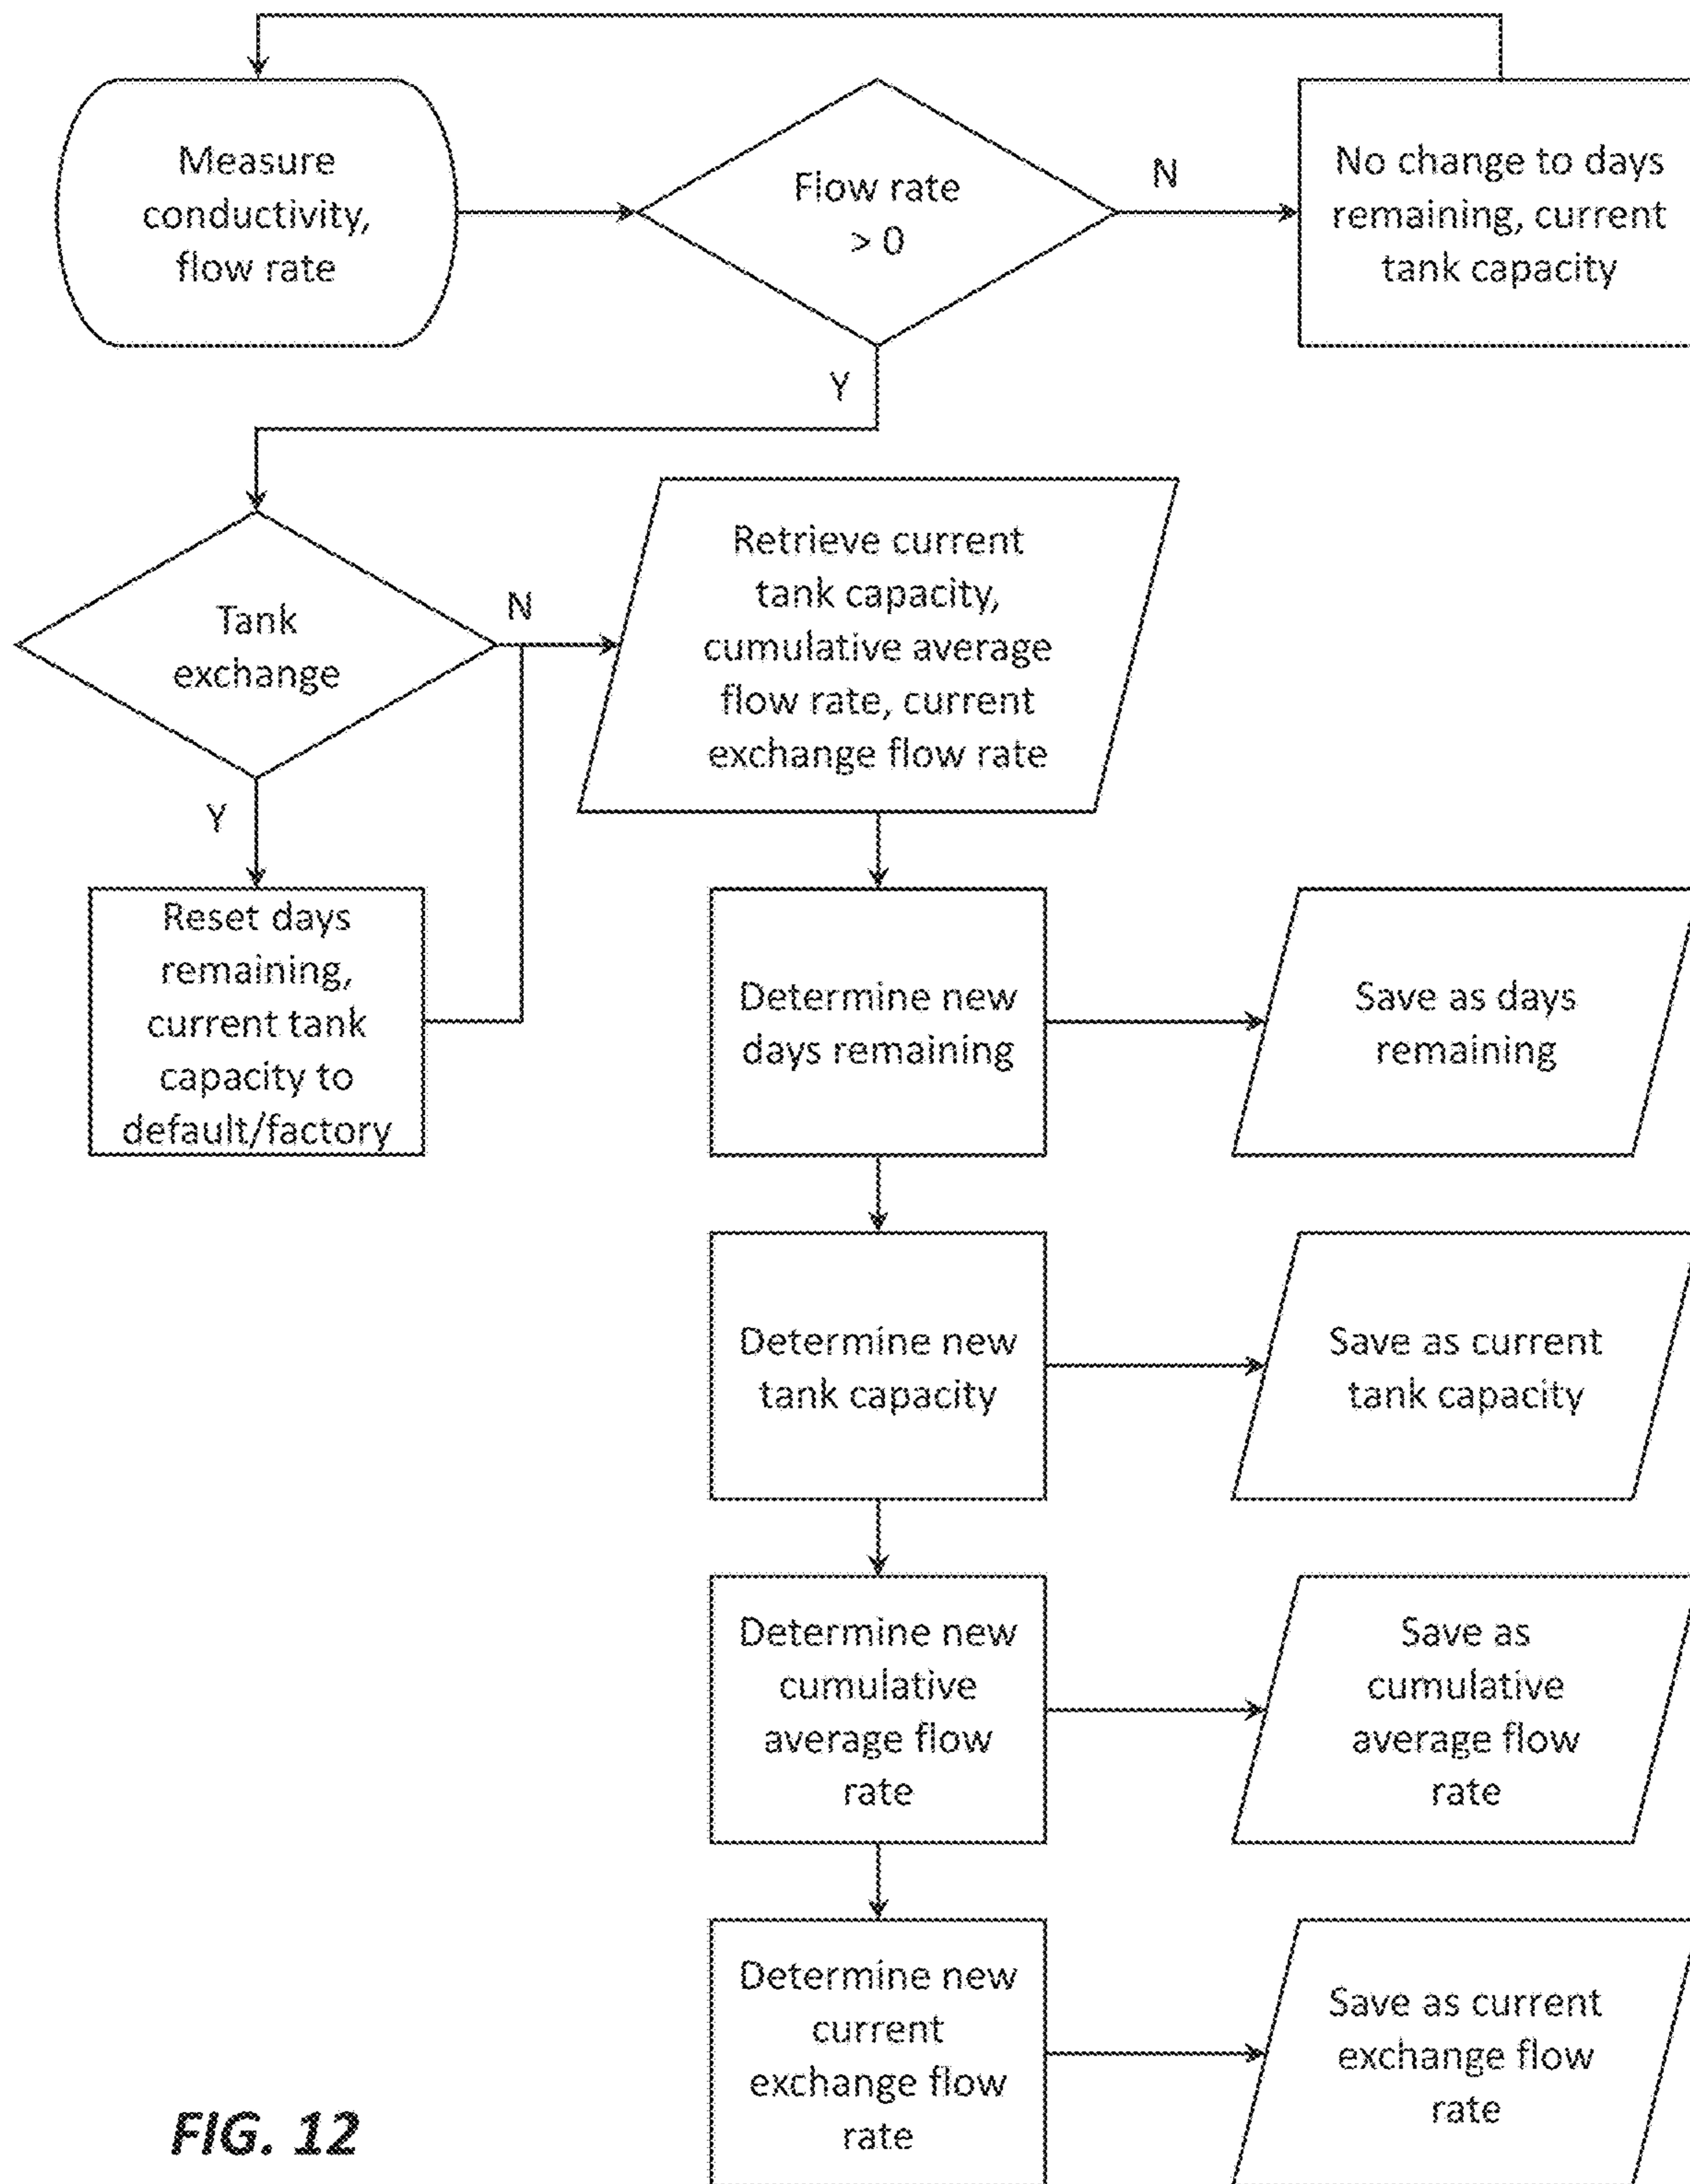 Measure
conductivity,
flow rate
Flow rate
> 0
N
No change to days
remaining, current
tank capacity
Y
Tank
exchange
N
Retrieve current
tank capacity,
cumulative average
flow rate, current
exchange flow rate
Y
Reset days
remaining,
current tank
capacity to
default/factory
Determine new
days remaining
Save as days
remaining
Determine new
tank capacity
Save as current
tank capacity
Determine new
cumulative
average flow
rate
Save as
cumulative
average flow
rate
Determine new
current
exchange flow
rate
Save as current
exchange flow
rate
FIG. 12